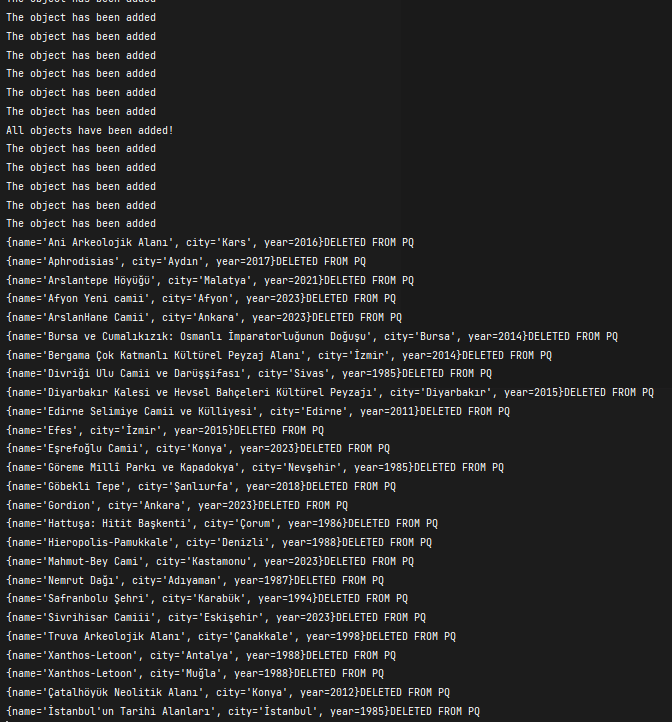 The object has been added
The object has been added
The object has been added
The object has been added
The object has been added
The object has been added
The object has been added
All objects have been added!
The object has been added
The object has been added
The object has been added
The object has been added
The object has been added
{name='Ani Arkeolojik Alanı', city='Kars', year=2016}DELETED FROM PQ
{name='Aphrodisias', city='Aydın', year=2017}DELETED FROM PQ
{name='Arslantepe Höyüğü', city='Malatya', year=2021}DELETED FROM PQ
{name='Afyon Yeni camii', city='Afyon', year=2023}DELETED FROM PQ
{name='ArslanHane Camii', city='Ankara', year=2023}DELETED FROM PQ
{name='Bursa ve Cumalıkızık: Osmanlı İmparatorluğunun Doğuşu', city='Bursa', year=2014}DELETED FROM PQ
{name='Bergama Çok Katmanlı Kültürel Peyzaj Alanı', city='İzmir', year=2014}DELETED FROM PQ
{name='Divriği Ulu Camii ve Darüşşifası', city='Sivas', year=1985}DELETED FROM PQ
{name='Diyarbakır Kalesi ve Hevsel Bahçeleri Kültürel Peyzajı', city='Diyarbakır', year=2015}DELETED FROM PQ
{name='Edirne Selimiye Camii ve Külliyesi', city='Edirne', year=2011}DELETED FROM PQ
{name='Efes', city='İzmir', year=2015}DELETED FROM PQ
{name='Eşrefoğlu Camii', city='Konya', year=2023}DELETED FROM PQ
{name='Göreme Millî Parkı ve Kapadokya', city='Nevşehir', year=1985}DELETED FROM PQ
{name='Göbekli Tepe', city='Şanlıurfa', year=2018}DELETED FROM PQ
{name='Gordion', city='Ankara', year=2023}DELETED FROM PQ
{name='Hattuşa: Hitit Başkenti', city='Çorum', year=1986}DELETED FROM PQ
{name='Hieropolis-Pamukkale', city='Denizli', year=1988}DELETED FROM PQ
{name='Mahmut-Bey Cami', city='Kastamonu', year=2023}DELETED FROM PQ
{name='Nemrut Dağı', city='Adıyaman', year=1987}DELETED FROM PQ
{name='Safranbolu Şehri', city='Karabük', year=1994}DELETED FROM PQ
{name='Sivrihisar Camiii', city='Eskişehir', year=2023}DELETED FROM PQ
{name='Truva Arkeolojik Alanı', city='Çanakkale', year=1998}DELETED FROM PQ
{name='Xanthos-Letoon', city='Antalya', year=1988}DELETED FROM PQ
{name='Xanthos-Letoon', city='Muğla', year=1988}DELETED FROM PQ
{name='Çatalhöyük Neolitik Alanı', city='Konya', year=2012}DELETED FROM PQ
{name='İstanbul'un Tarihi Alanları', city='İstanbul', year=1985}DELETED FROM PQ